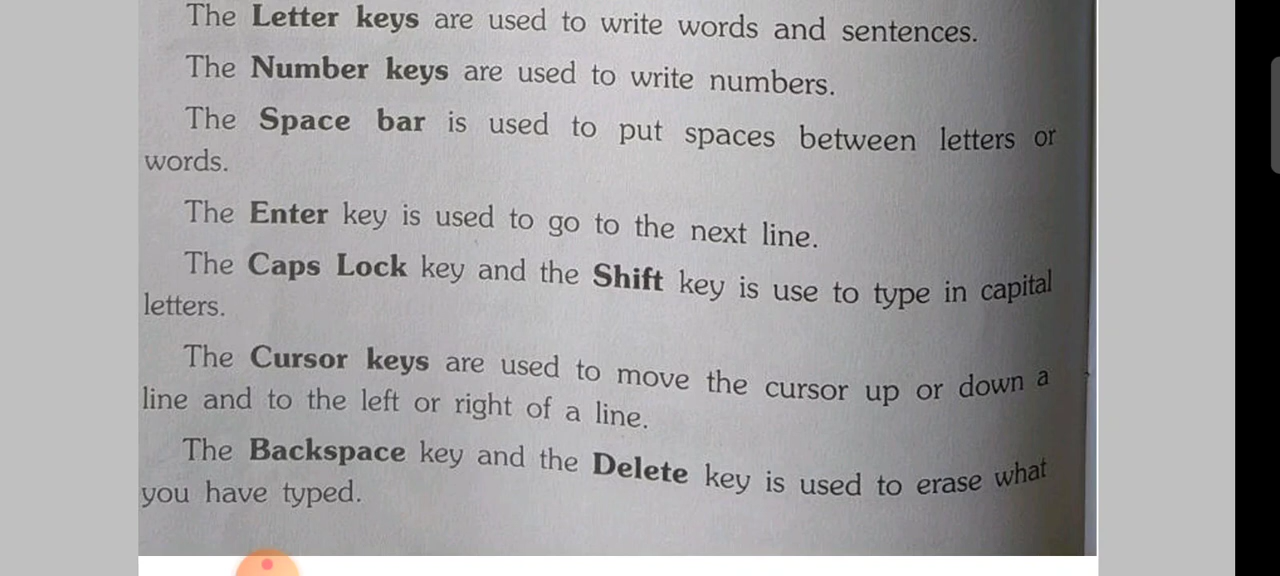 The Letter keys are used to write words and sentences.
The Number keys are used to write numbers.
The Space bar is used to put spaces between letters or
words.
The Enter key is used to go to the next line.
The Caps Lock key and the Shift key is use to type in capital
letters.
The Cursor keys are used to move the cursor up or down a
line and to the left or right of a line.
The Backspace key and the Delete key is used to erase what
you have typed.